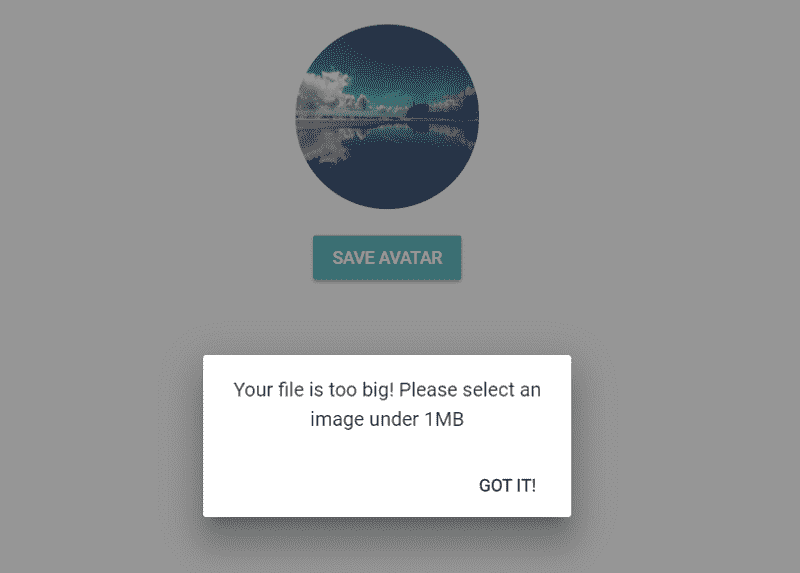 SAVE AVATAR
Your file is too big! Please select an
image under 1MB
GOT IT!